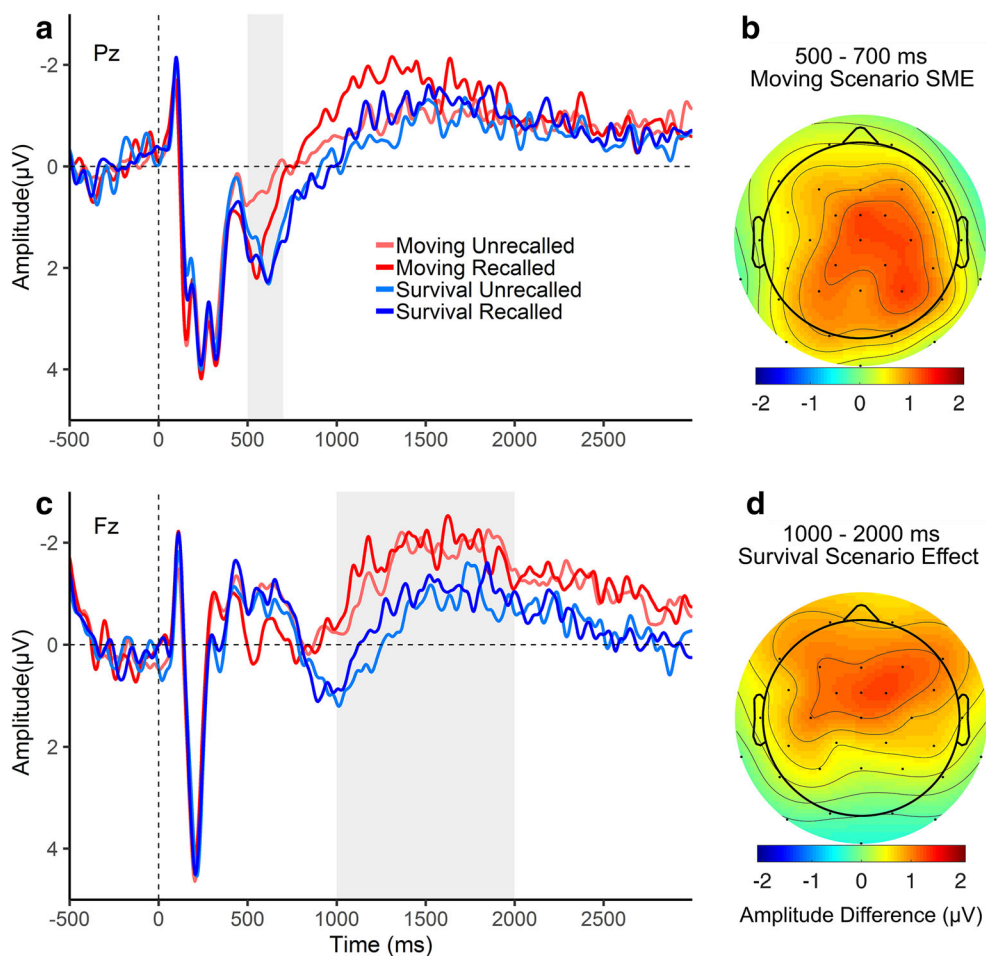 a
Pz
Amplitude(µV)
-2
0
2
4
-500
0
500
1000
1500
2000
2500
Moving Unrecalled
Moving Recalled
Survival Unrecalled
Survival Recalled
b
500 - 700 ms
Moving Scenario SME
-2 -1 0 1 2
c
Fz
Amplitude(µV)
-2
0
2
4
-500
0
500
1000
1500
2000
2500
Time (ms)
d
1000 - 2000 ms
Survival Scenario Effect
-2 -1 0 1 2
Amplitude Difference (µV)